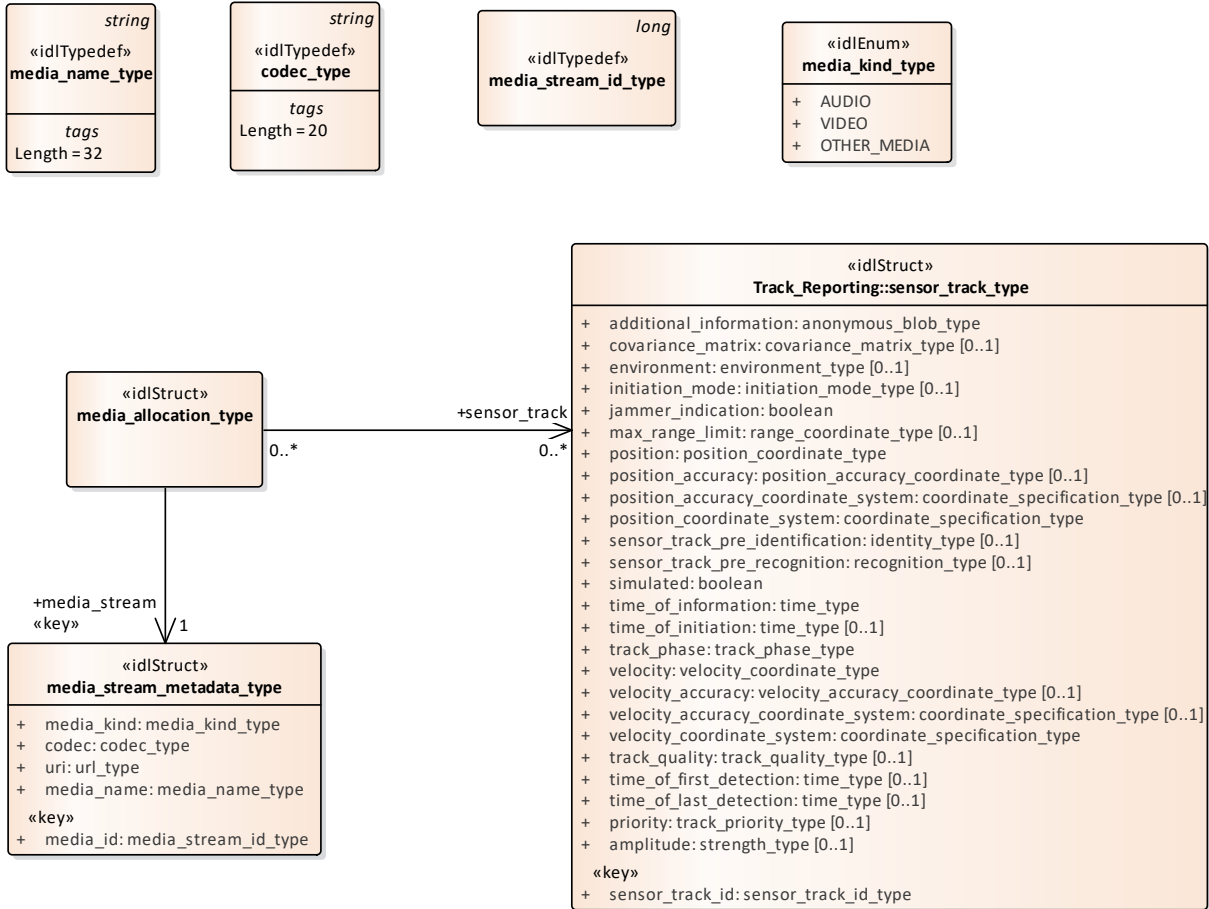 string
«idlTypedef»
media_name_type
tags
Length = 32
string
«idlTypedef»
codec_type
tags
Length = 20
long
«idlTypedef»
media_stream_id_type
«idlEnum»
media_kind_type
+ AUDIO
+ VIDEO
+ OTHER_MEDIA
«idlStruct»
media_allocation_type
0..*
+sensor_track
0..*
+media_stream
«key»
1
«idlStruct»
media_stream_metadata_type
+ media_kind: media_kind_type
+ codec: codec_type
+ uri: url_type
+ media_name: media_name_type
«key»
+ media_id: media_stream_id_type
«idlStruct»
Track_Reporting::sensor_track_type
+ additional_information: anonymous_blob_type
+ covariance_matrix: covariance_matrix_type [0..1]
+ environment: environment_type [0..1]
+ initiation_mode: initiation_mode_type [0..1]
+ jammer_indication: boolean
+ max_range_limit: range_coordinate_type [0..1]
+ position: position_coordinate_type
+ position_accuracy: position_accuracy_coordinate_type [0..1]
+ position_accuracy_coordinate_system: coordinate_specification_type [0..1]
+ position_coordinate_system: coordinate_specification_type
+ sensor_track_pre_identification: identity_type [0..1]
+ sensor_track_pre_recognition: recognition_type [0..1]
+ simulated: boolean
+ time_of_information: time_type
+ time_of_initiation: time_type [0..1]
+ track_phase: track_phase_type
+ velocity: velocity_coordinate_type
+ velocity_accuracy: velocity_accuracy_coordinate_type [0..1]
+ velocity_accuracy_coordinate_system: coordinate_specification_type [0..1]
+ velocity_coordinate_system: coordinate_specification_type
+ track_quality: track_quality_type [0..1]
+ time_of_first_detection: time_type [0..1]
+ time_of_last_detection: time_type [0..1]
+ priority: track_priority_type [0..1]
+ amplitude: strength_type [0..1]
«key»
+ sensor_track_id: sensor_track_id_type